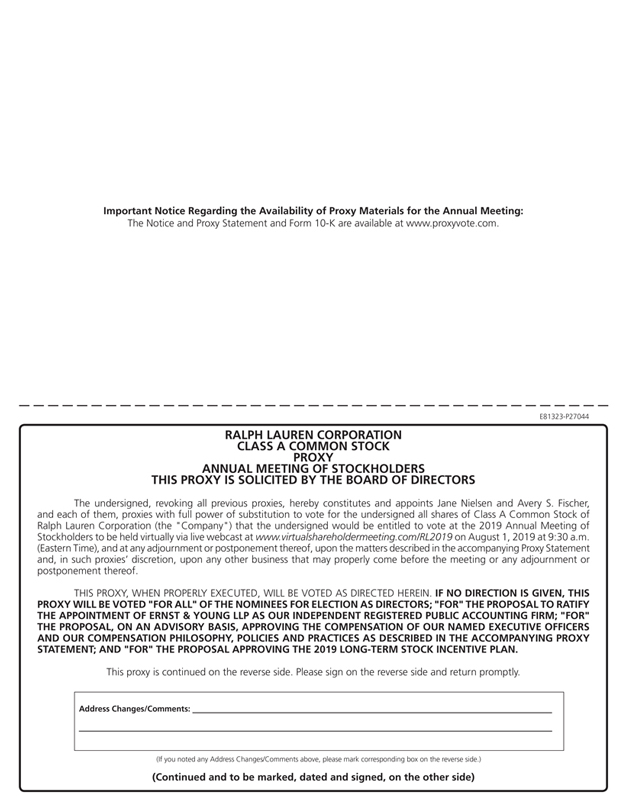 Important Notice Regarding the Availability of Proxy Materials for the Annual Meeting:
The Notice and Proxy Statement and Form 10-K are available at www.proxyvote.com.
E81323-P27044
RALPH LAUREN CORPORATION
CLASS A COMMON STOCK
PROXY
ANNUAL MEETING OF STOCKHOLDERS
THIS PROXY IS SOLICITED BY THE BOARD OF DIRECTORS
The undersigned, revoking all previous proxies, hereby constitutes and appoints Jane Nielsen and Avery S. Fischer,
and each of them, proxies with full power of substitution to vote for the undersigned all shares of Class A Common Stock of
Ralph Lauren Corporation (the "Company") that the undersigned would be entitled to vote at the 2019 Annual Meeting of
Stockholders to be held virtually via live webcast at www.virtualshareholdermeeting.com/RL2019 on August 1, 2019 at 9:30 a.m.
(Eastern Time), and at any adjournment or postponement thereof, upon the matters described in the accompanying Proxy Statement
and, in such proxies' discretion, upon any other business that may properly come before the meeting or any adjournment or
postponement thereof.
THIS PROXY, WHEN PROPERLY EXECUTED, WILL BE VOTED AS DIRECTED HEREIN. IF NO DIRECTION IS GIVEN, THIS
PROXY WILL BE VOTED "FOR ALL" OF THE NOMINEES FOR ELECTION AS DIRECTORS; "FOR" THE PROPOSAL TO RATIFY
THE APPOINTMENT OF ERNST & YOUNG LLP AS OUR INDEPENDENT REGISTERED PUBLIC ACCOUNTING FIRM; "FOR"
THE PROPOSAL, ON AN ADVISORY BASIS, APPROVING THE COMPENSATION OF OUR NAMED EXECUTIVE OFFICERS
AND OUR COMPENSATION PHILOSOPHY, POLICIES AND PRACTICES AS DESCRIBED IN THE ACCOMPANYING PROXY
STATEMENT; AND "FOR" THE PROPOSAL APPROVING THE 2019 LONG-TERM STOCK INCENTIVE PLAN.
This proxy is continued on the reverse side. Please sign on the reverse side and return promptly.
Address Changes/Comments:
(If you noted any Address Changes/Comments above, please mark corresponding box on the reverse side.)
(Continued and to be marked, dated and signed, on the other side)